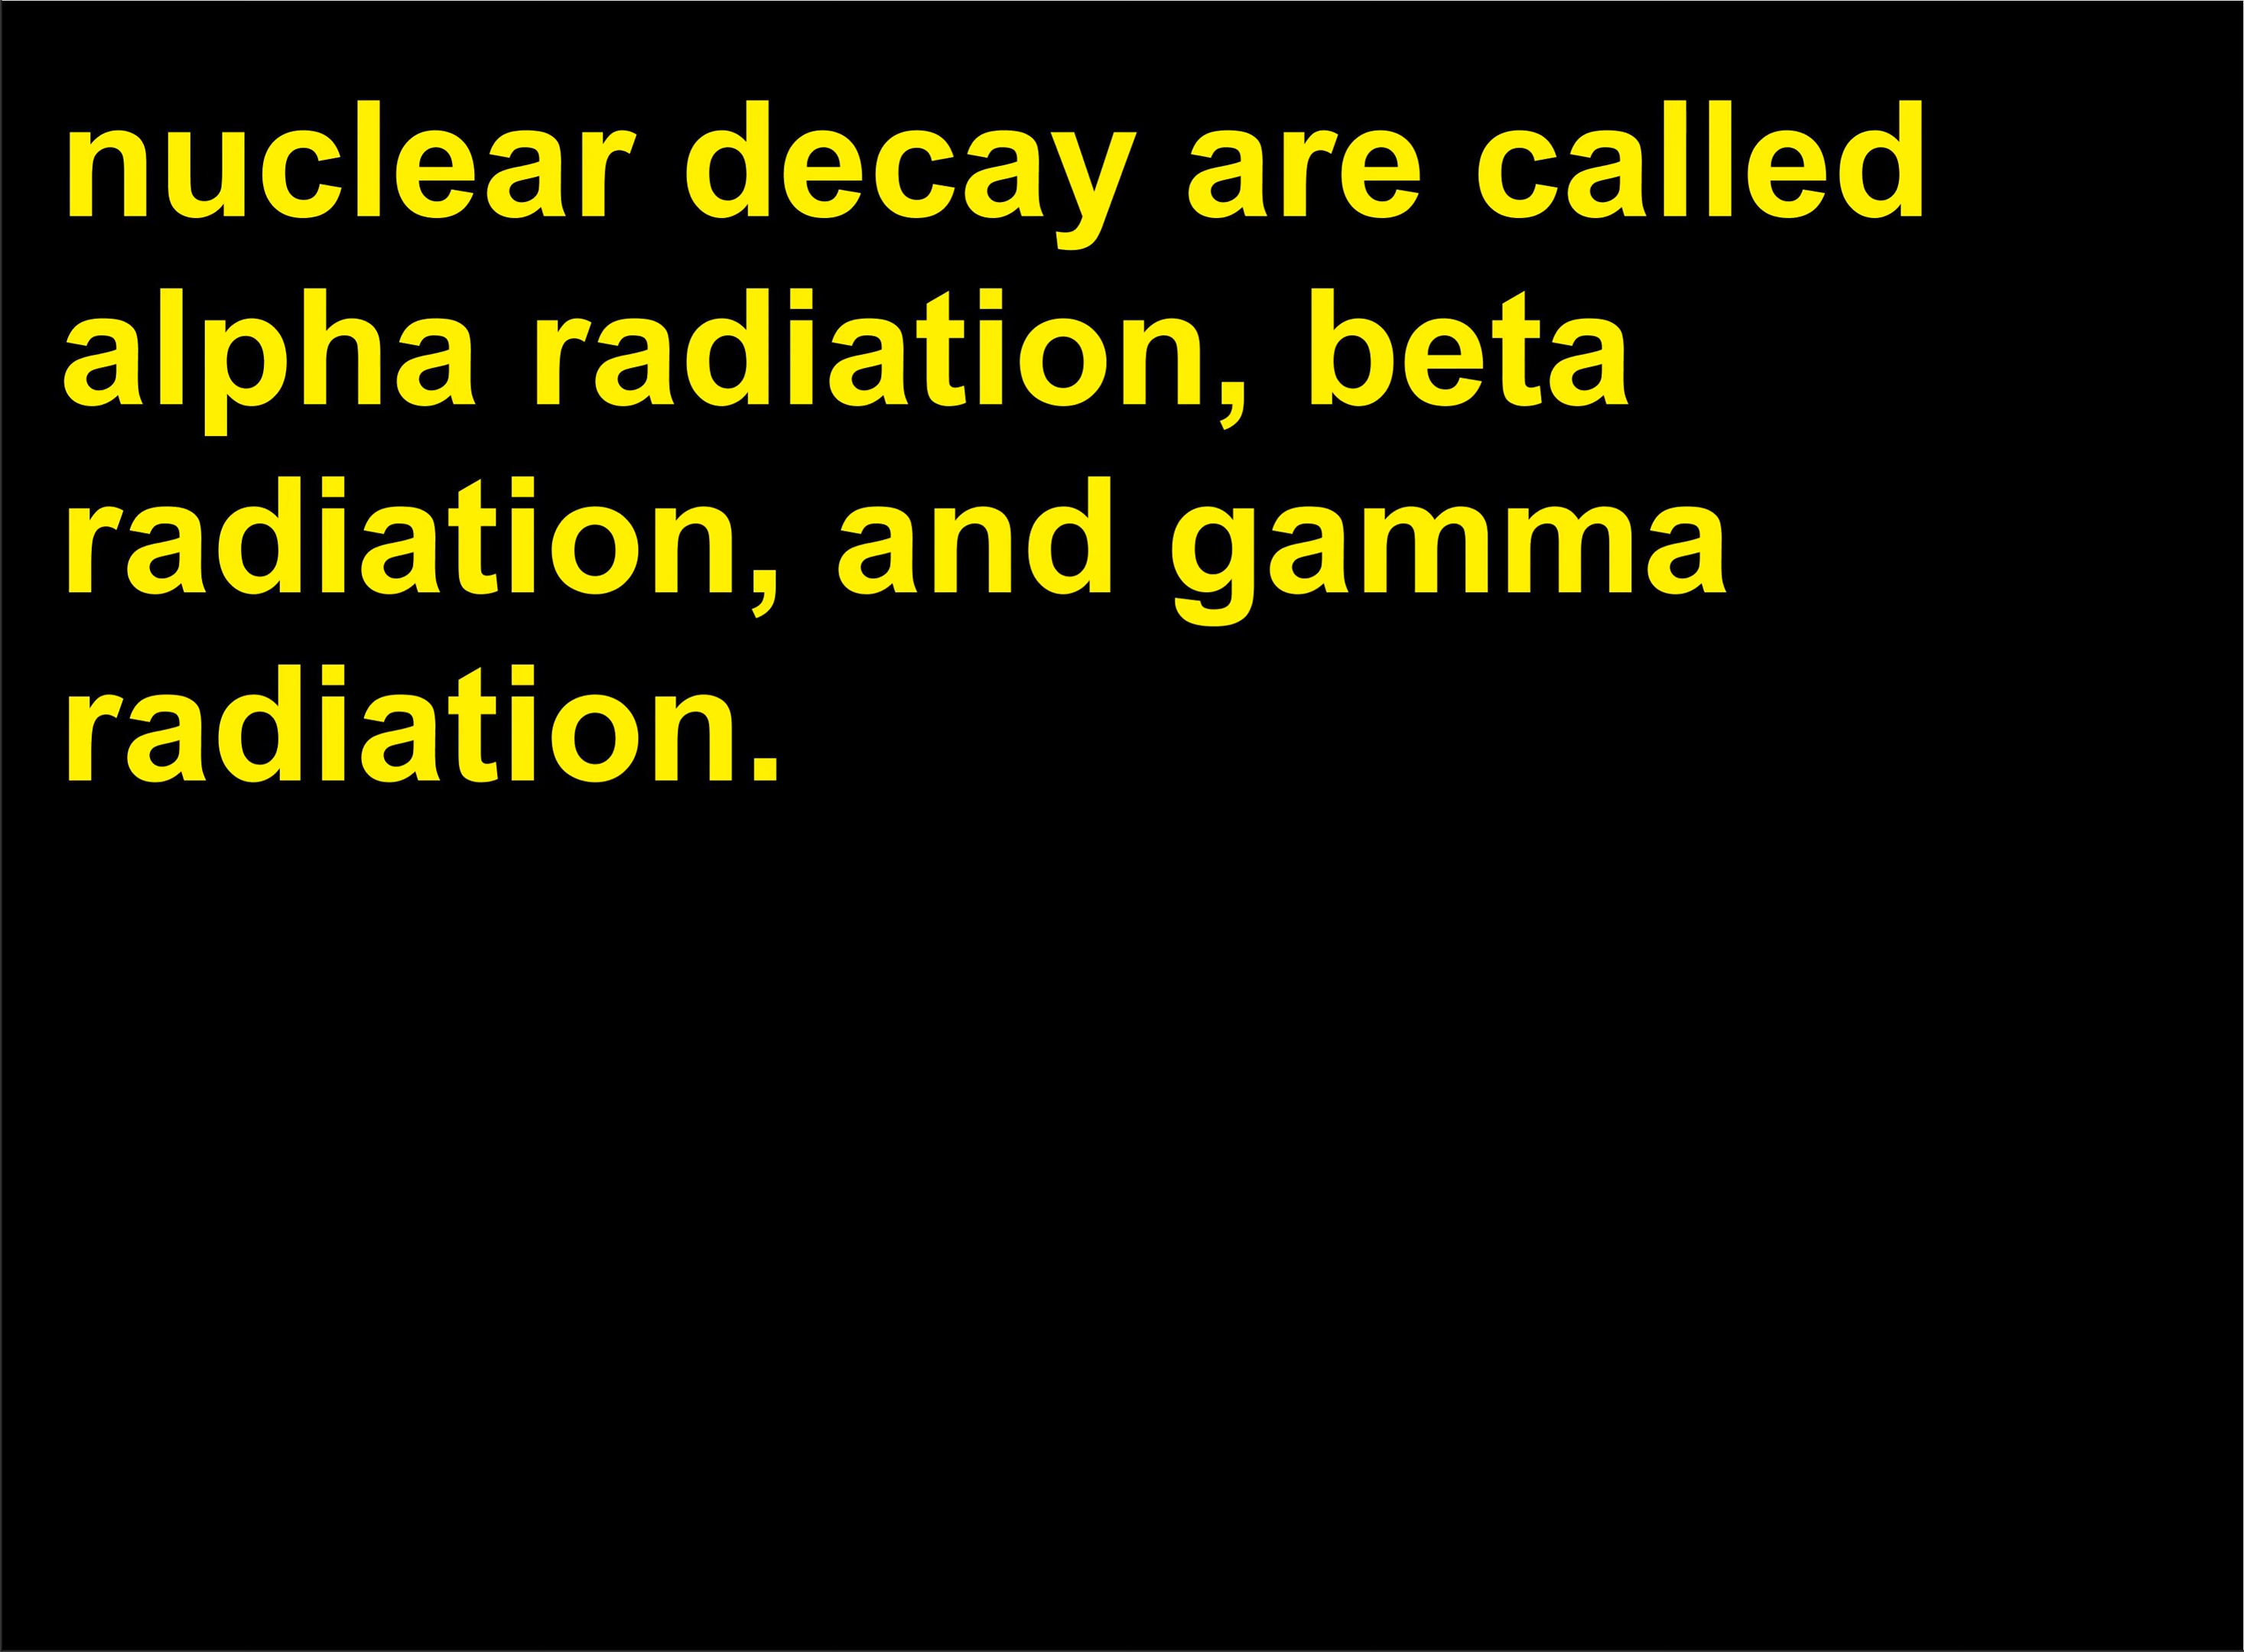 nuclear decay are called
alpha radiation, beta
radiation, and gamma
radiation.